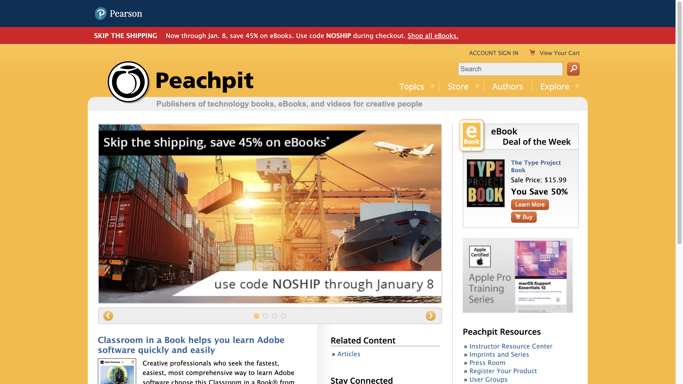 Pearson
SKIP THE SHIPPING Now through Jan. 8, save 45% on eBooks. Use code NOSHIP during checkout. Shop all eBooks.
ACCOUNT SIGN IN View Your Cart
Search
Peachpit
Topics Store Authors Explore
Publishers of technology books, eBooks, and videos for creative people
Skip the shipping, save 45% on eBooks*
use code NOSHIP through January 8
e
Book
eBook
Deal of the Week
TYPE
PROJECT
BOOK
The Type Project
Book
Sale Price: $15.99
You Save 50%
Learn More
Buy
Apple
Certified
Apple Pro
Training
Series
macOS Support
Essentials 12
Classroom in a Book helps you learn Adobe
software quickly and easily
Creative professionals who seek the fastest,
easiest, most comprehensive way to learn Adobe
software choose this Classroom in a Book® from
Related Content
» Articles
Stay Connected
Peachpit Resources
» Instructor Resource Center
» Imprints and Series
» Press Room
» Register Your Product
» User Groups